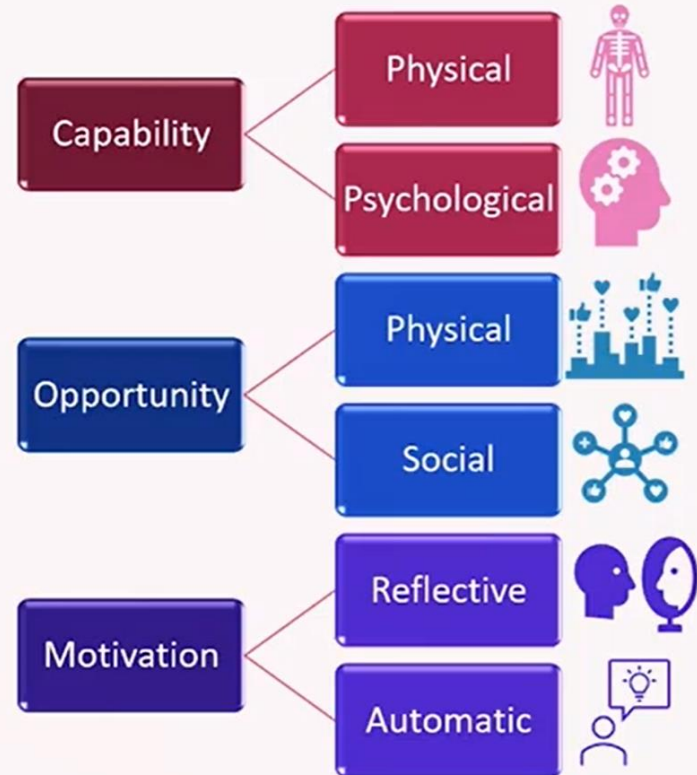 Capability
Physical
Psychological
Opportunity
Physical
Social
Motivation
Reflective
Automatic